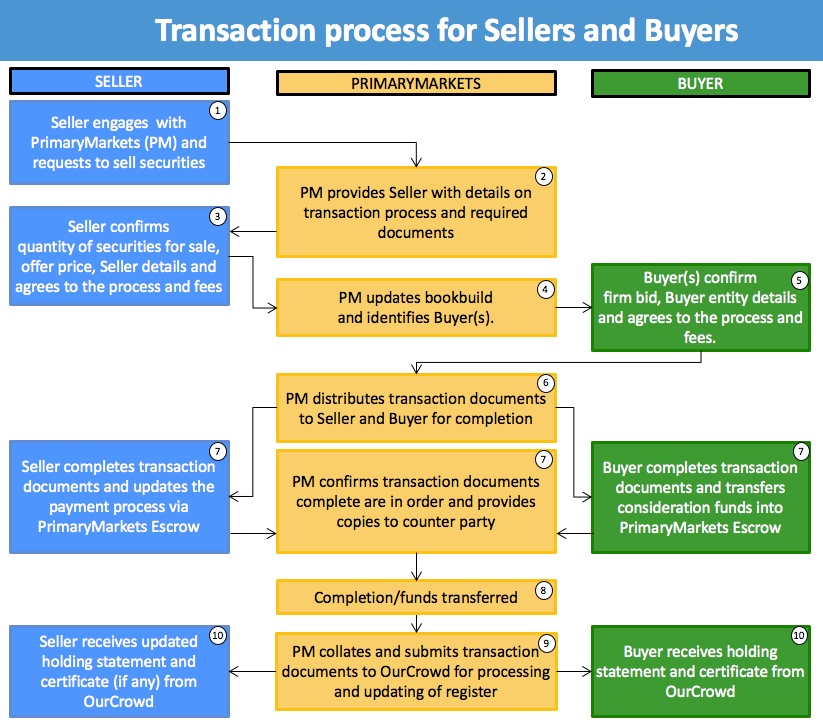 Transaction process for Sellers and Buyers
SELLER
PRIMARYMARKETS
BUYER
1
Seller engages with
PrimaryMarkets (PM) and
requests to sell securities
2
PM provides Seller with details on
transaction process and required
documents
3
Seller confirms
quantity of securities for sale,
offer price, Seller details and
agrees to the process and fees
4
PM updates bookbuild
and identifies Buyer(s).
5
Buyer(s) confirm
firm bid, Buyer entity details
and agrees to the process and
fees.
6
PM distributes transaction documents
to Seller and Buyer for completion
7
Seller completes transaction
documents and updates the
payment process via
PrimaryMarkets Escrow
7
PM confirms transaction documents
complete are in order and provides
copies to counter party
7
Buyer completes transaction
documents and transfers
consideration funds into
PrimaryMarkets Escrow
8
Completion/funds transferred
9
PM collates and submits transaction
documents to OurCrowd for processing
and updating of register
10
Seller receives updated
holding statement and
certificate (if any) from
OurCrowd
10
Buyer receives holding
statement and certificate from
OurCrowd